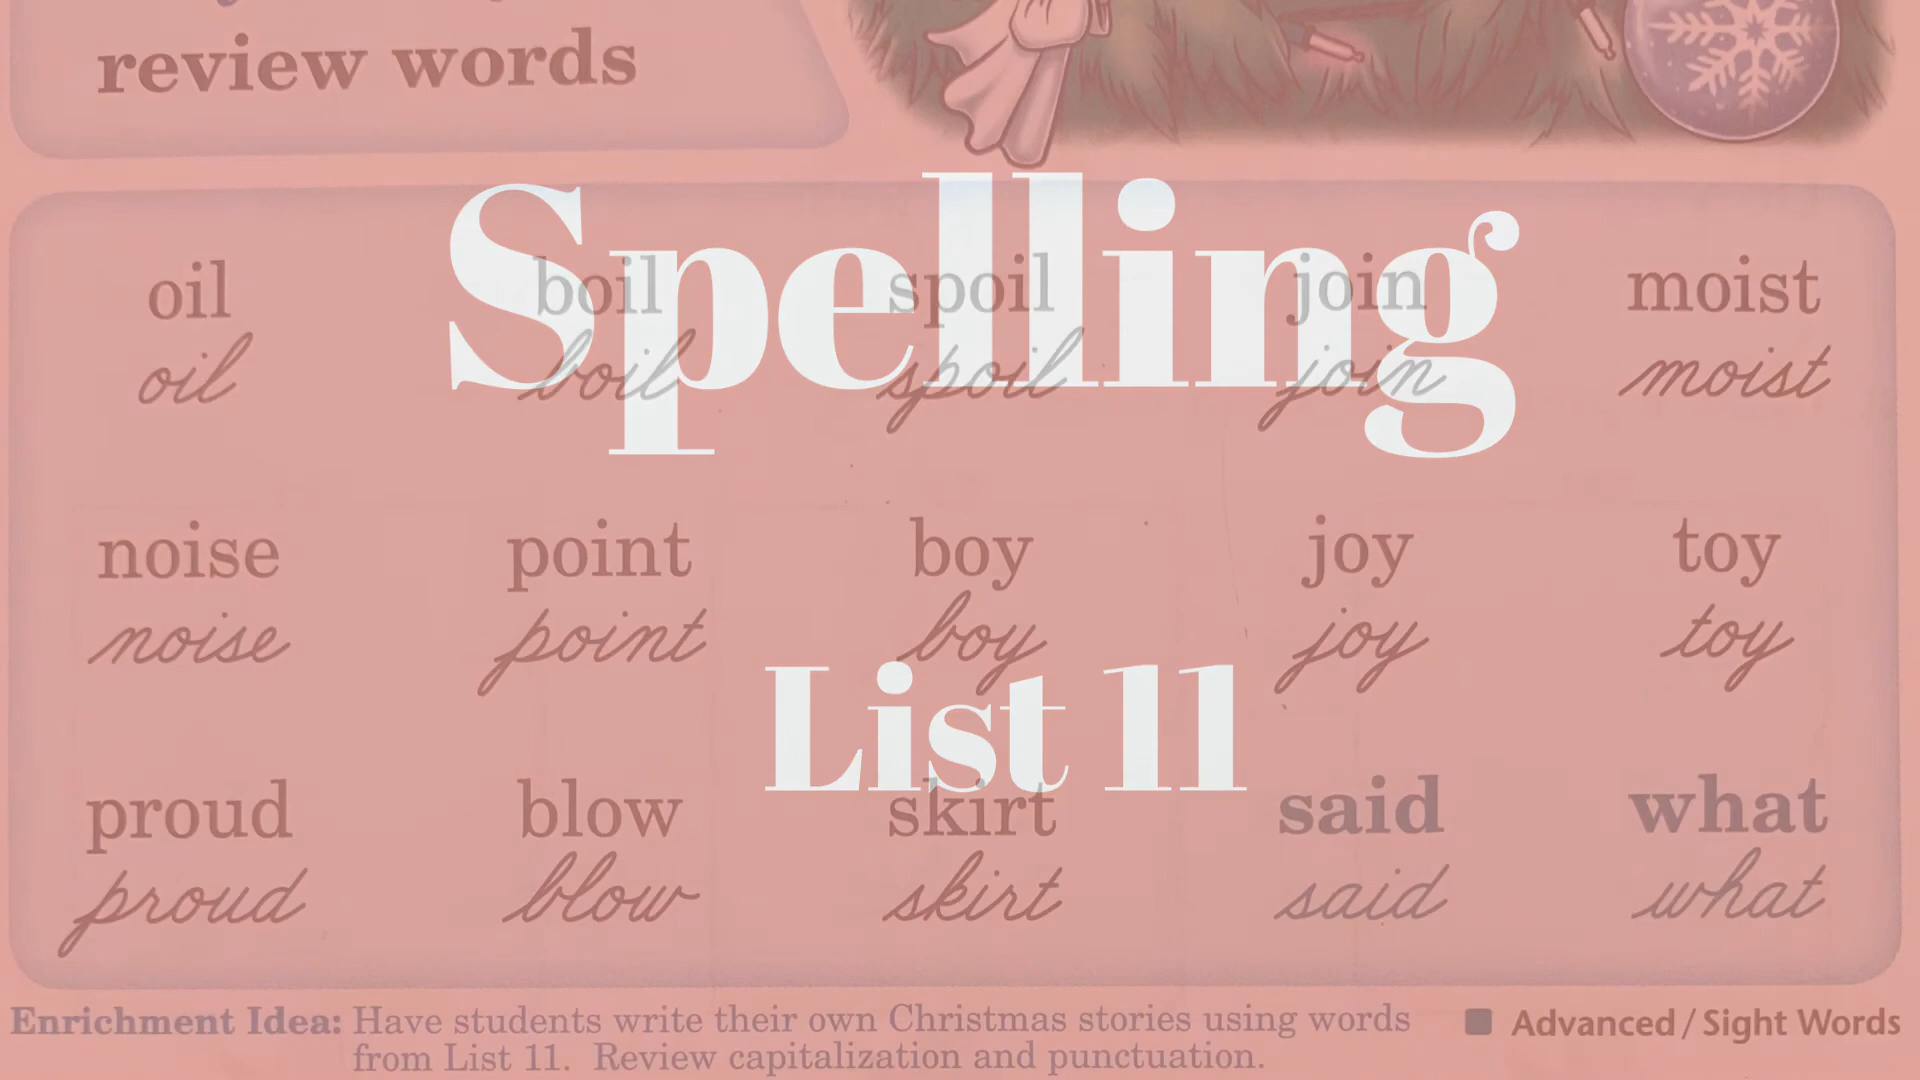 review words
Spelling
oil boil spoil join moist
oil boil spoil join moist
noise point boy joy toy
noise point boy joy toy
List 11
proud blow skirt said what
proud blow skirt said what
Enrichment Idea: Have students write their own Christmas stories using words
from List 11. Review capitalization and punctuation.
Advanced / Sight Words